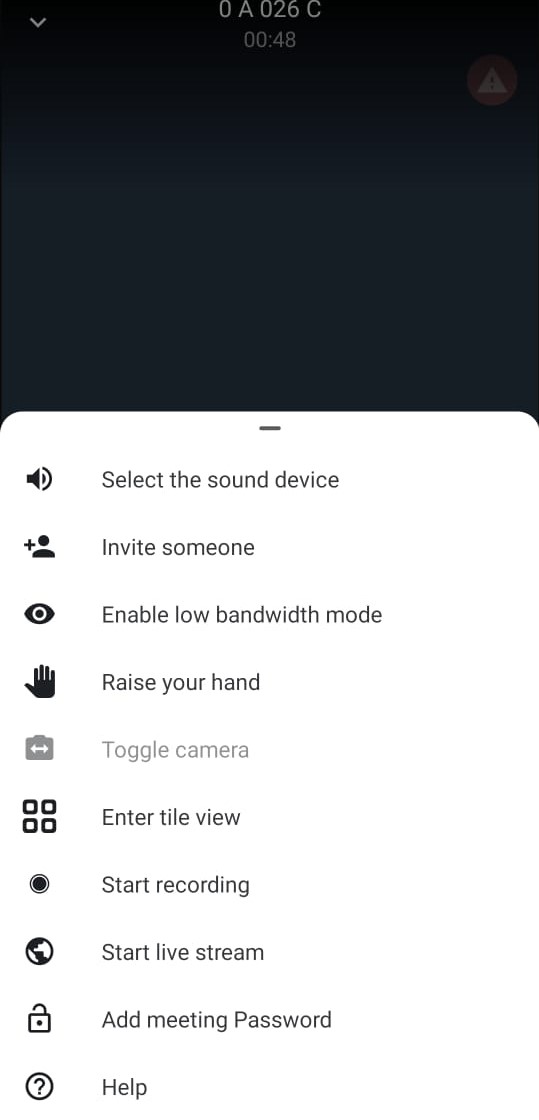 0 A 026 C
00:48
Select the sound device
Invite someone
Enable low bandwidth mode
Raise your hand
Toggle camera
Enter tile view
Start recording
Start live stream
Add meeting Password
Help